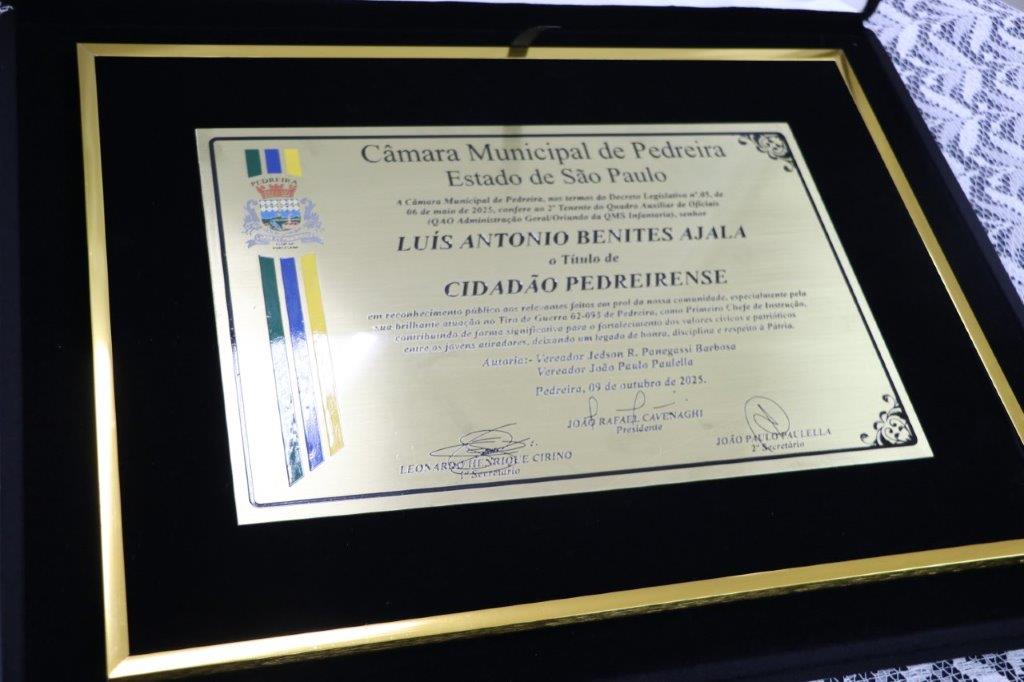 PEDREIRA
Câmara Municipal de Pedreira
Estado de São Paulo
A Câmara Municipal de Pedreira, nos termos do Decreto Legislativo nº.05, de
06 de maio de 2025, confere ao 2º Tenente do Quadro Auxiliar de Oficiais
(QAO Administração Geral/Oriundo da QMS Infantaria), senhor
LUÍS ANTONIO BENITES AJALA
o Título de
CIDADÃO PEDREIRENSE
em reconhecimento público aos relevantes feitos em prol da nossa comunidade, especialmente pela
sua brilhante atuação no Tiro de Guerra 02-093 de Pedreira, como Primeiro Chefe de Instrução,
contribuindo de forma significativa para o fortalecimento dos valores cívicos e patrióticos
entre os jovens atiradores, deixando um legado de honra, disciplina e respeito à Pátria.
Autoria:- Vereador Jedson R. Panegassi Barbosa
Vereador João Paulo Paulella
Pedreira, 09 de outubro de 2025.
JOÃO RAFAEL CAVENAGHI
Presidente
LEONARDO HENRIQUE CIRINO
1º Secretário
JOÃO PAULO PAULELLA
2º Secretário